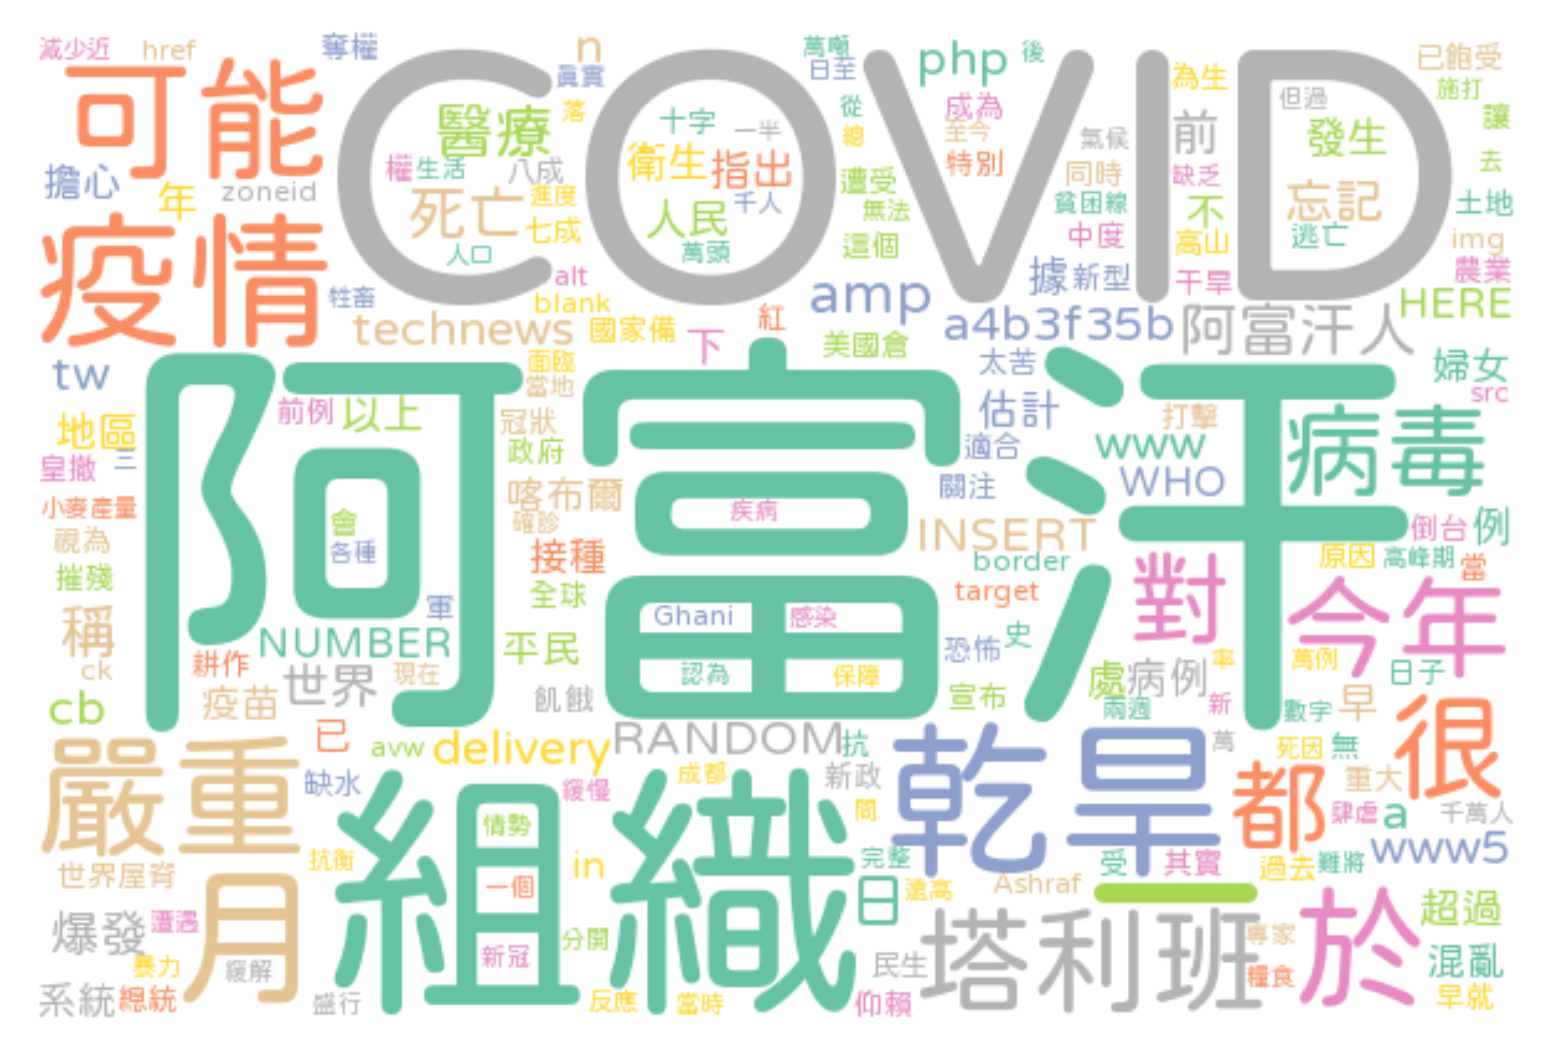 減少近 href 奪權 n 萬噸 php 後 已飽受
可能 COVID 眞實 日至 為生 施打
醫療 落 十字 一半 從 成為 但過 讓
擔心 年 zoneid 權 生活 八成 衛生 指出 總 至今 特別 氣候 前 發生 去
死亡 進度 人民 千人 遭受 無法 同時 缺乏 貧困線 不 忘記 土地
疫情 七成 人口 萬頭 這個 中度 高山 逃亡 img
牲畜 alt blank amp 據 新型 干旱 農業 HERE
technews 國家備 下 紅 美國倉 a4b3f35b 阿富汗人
tw 面臨 當地 太苦 婦女 src
阿富汗
地區 前例 以上 冠狀 估計 打擊 病毒
皇撤 三 政府 適合 www
小麥產量 喀布爾 疾病 關注 WHO
視為 會 各種 確診 INSERT 倒台 例
摧殘 接種 border 原因 高峰期 當
稱 軍 全球 Ghani 感染 target 對 今年
NUMBER 平民 恐怖 史
ck 耕作 世界 現在 認為 保障 處 病例 率 萬例 日子
cb 疫苗 飢餓 宣布 兩週 新 數字 早 很
已 avw delivery RANDOM 抗 萬 死因 無
嚴重 缺水 緩慢 成都 新政 乾旱 都 重大
組織 情勢 問 肆虐 a 千萬人
世界屋脊 抗衡 一個 in 完整 受 其實 過去 難將 www5
月 日 遠高 Ashraf 一 於 超過
爆發 遭遇 新冠 分開 塔利班 專家
暴力 緩解 民生 糧食 混亂
系統 總統 盛行 反應 當時 仰賴 早就